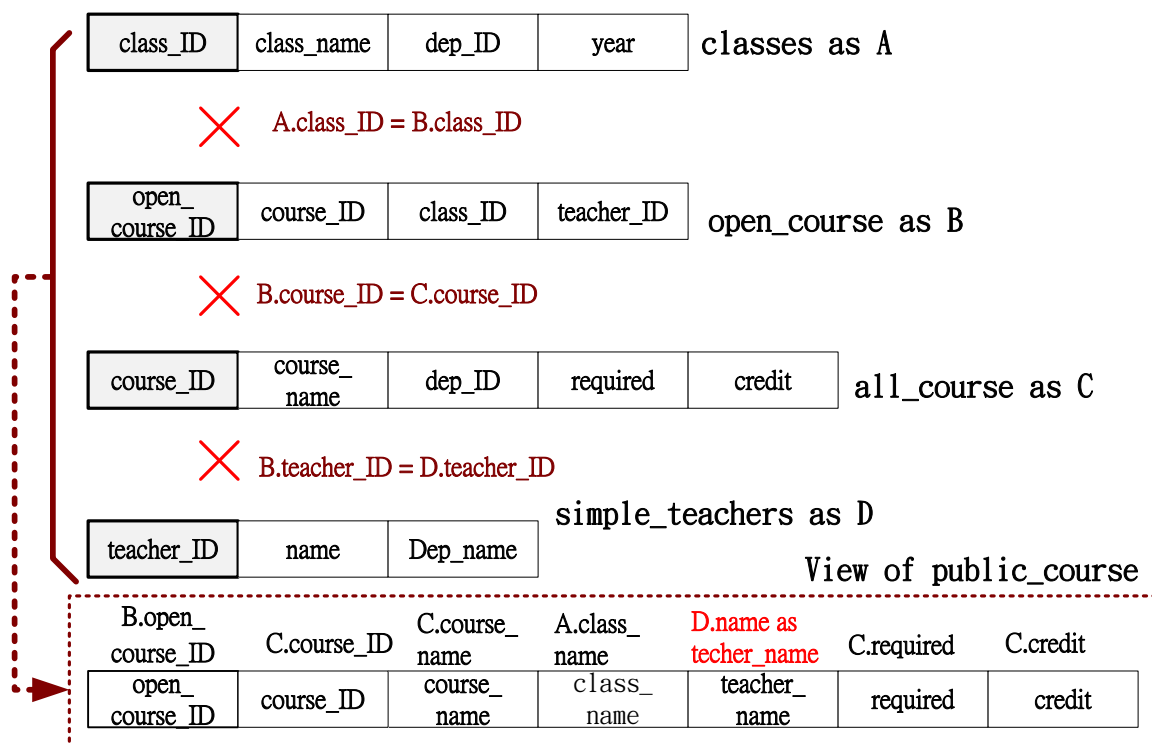 class_ID class_name dep_ID year classes as A
A.class_ID = B.class_ID
open_
course_ID course_ID class_ID teacher_ID open_course as B
B.course_ID = C.course_ID
course_ID course_
name dep_ID required credit all_course as C
B.teacher_ID = D.teacher_ID
simple_teachers as D
teacher_ID name Dep_name
View of public_course
B.open_
course_ID C.course_ID C.course_
name A.class_
name D.name as
techer_name C.required C.credit
open_
course_ID course_ID course_
name class_
name teacher_
name required credit